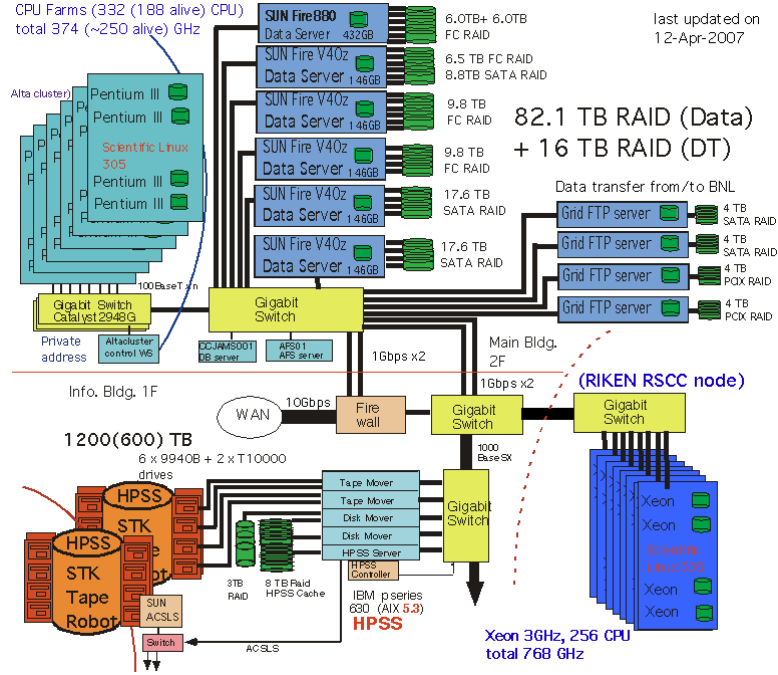 CPU Farms (332 (188 alive) CPU)
total 374 (~250 alive) GHz
last updated on
12-Apr-2007
SUN Fire880
Data Server 432GB
6.0TB+ 6.0TB
FC RAID
SUN Fire V40z
Data Server 146GB
6.5 TB FC RAID
8.8TB SATA RAID
SUN Fire V40z
Data Server 146GB
9.8 TB
FC RAID
SUN Fire V40z
Data Server 146GB
9.8 TB
FC RAID
SUN Fire V40z
Data Server 146GB
17.6 TB
SATA RAID
SUN Fire V40z
Data Server 146GB
17.6 TB
SATA RAID
82.1 TB RAID (Data)
+ 16 TB RAID (DT)
Alta cluster)
Pentium III
Pentium III
Scientific Linux
305
Pentium III
Pentium III
Data transfer from/to BNL
Grid FTP server
4 TB
SATA RAID
Grid FTP server
4 TB
SATA RAID
Grid FTP server
4 TB
PCIX RAID
Grid FTP server
4 TB
PCIX RAID
100BaseTxn
Gigabit Switch
Catalyst2948G
Gigabit
Switch
Private
address
Altacluster
control WS
CCJAMS001
DB server
APS01
APS server
1Gbps x2
Main Bldg.
2F
1Gbps x2
Info. Bldg. 1F
(RIKEN RSCC node)
WAN
10Gbps
Fire
wall
Gigabit
Switch
Gigabit
Switch
1200(600) TB
6 x 9940B + 2 x T10000
drives
1000
BaseSX
HPSS
STK
HPSS
STK
Tape
Robot
Tape Mover
Tape Mover
Disk Mover
Disk Mover
HPSS Server
HPSS
Controller
Gigabit
Switch
3TB
RAID
8 TB Raid
HPSS Cache
IBM p series
630 (AIX 5.3)
HPSS
SUN
ACSLS
Switch
ACSLS
Xeon
Xeon
Scientific
Linux 305
Xeon
Xeon
Xeon 3GHz, 256 CPU
total 768 GHz